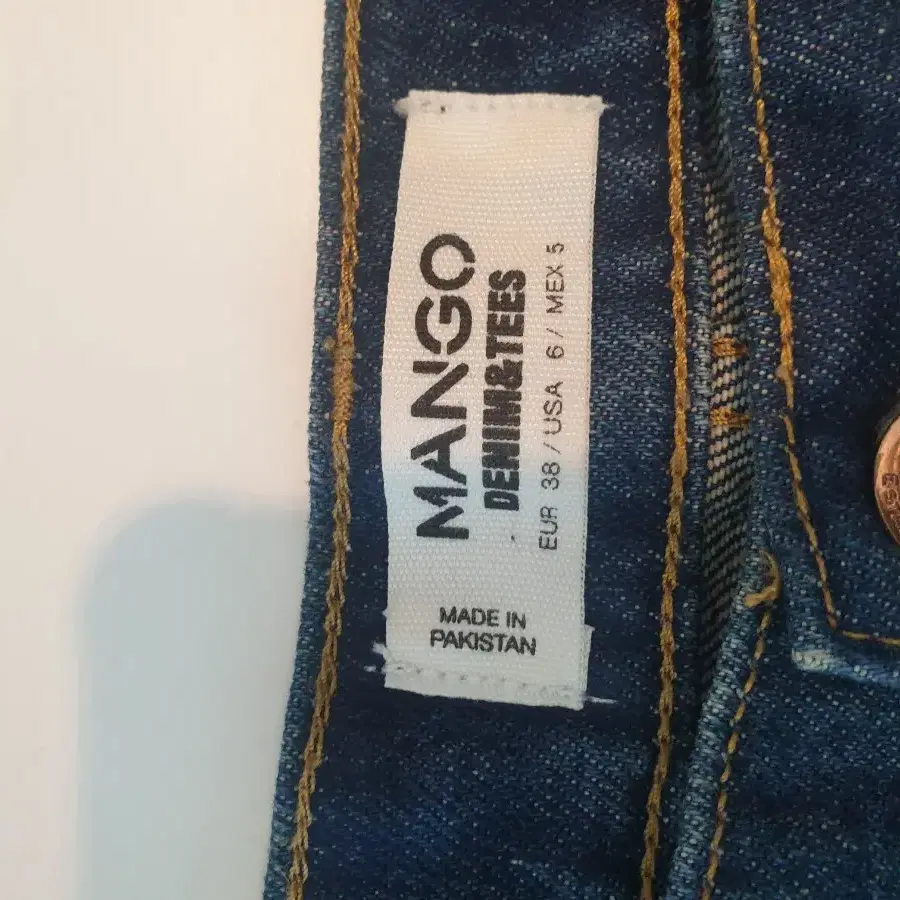 MANGO
DENIM&TEES
EUR 38 / USA 6 / MEX 5
MADE IN
PAKISTAN